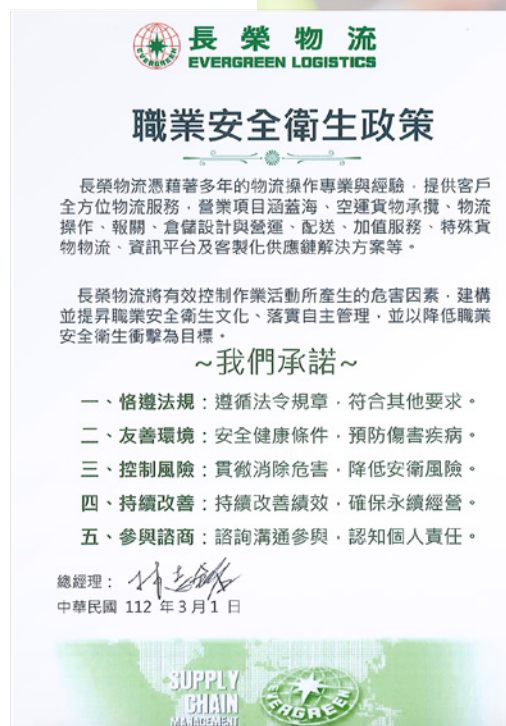 長榮物流
EVERGREEN LOGISTICS
職業安全衛生政策
長榮物流憑藉著多年的物流操作專業與經驗，提供客戶
全方位物流服務，營業項目涵蓋海、空運貨物承攬、物流
操作、報關、倉儲設計與營運、配送、加值服務、特殊貨
物物流、資訊平台及客製化供應鏈解決方案等。
長榮物流將有效控制作業活動所產生的危害因素，建構
並提昇職業安全衛生文化、落實自主管理，並以降低職業
安全衛生衝擊為目標。
~我們承諾~
一、恪遵法規：遵循法令規章，符合其他要求。
二、友善環境：安全健康條件，預防傷害疾病。
三、控制風險：貫徹消除危害，降低安衛風險。
四、持續改善：持續改善績效，確保永續經營。
五、參與諮商：諮詢溝通參與，認知個人責任。
總經理：
中華民國 112 年 3 月 1 日
SUPPLY
CHAIN
MANAGEMENT
EVERGREEN